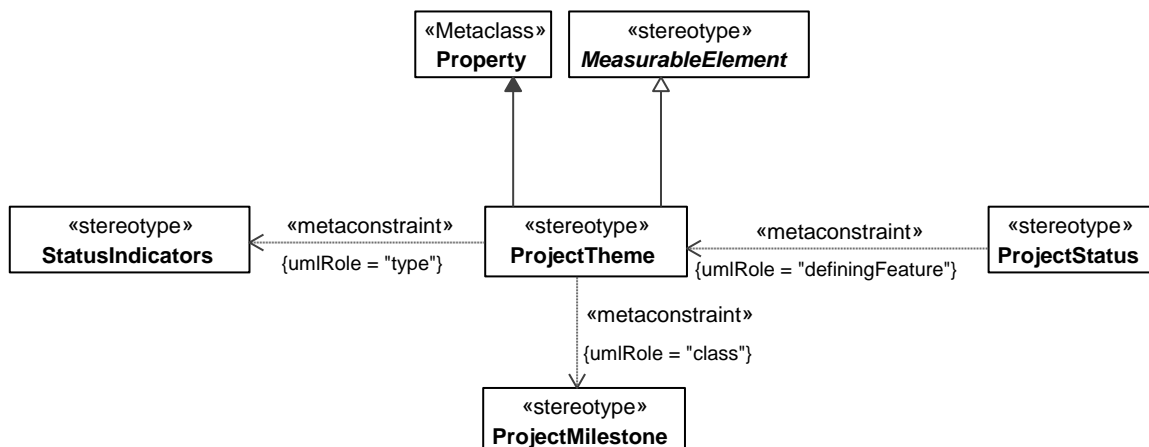 «Metaclass»
Property
«stereotype»
MeasurableElement
«stereotype»
StatusIndicators
«metaconstraint»
{umlRole = "type"}
«stereotype»
ProjectTheme
«metaconstraint»
{umlRole = "definingFeature"}
«stereotype»
ProjectStatus
«metaconstraint»
{umlRole = "class"}
«stereotype»
ProjectMilestone